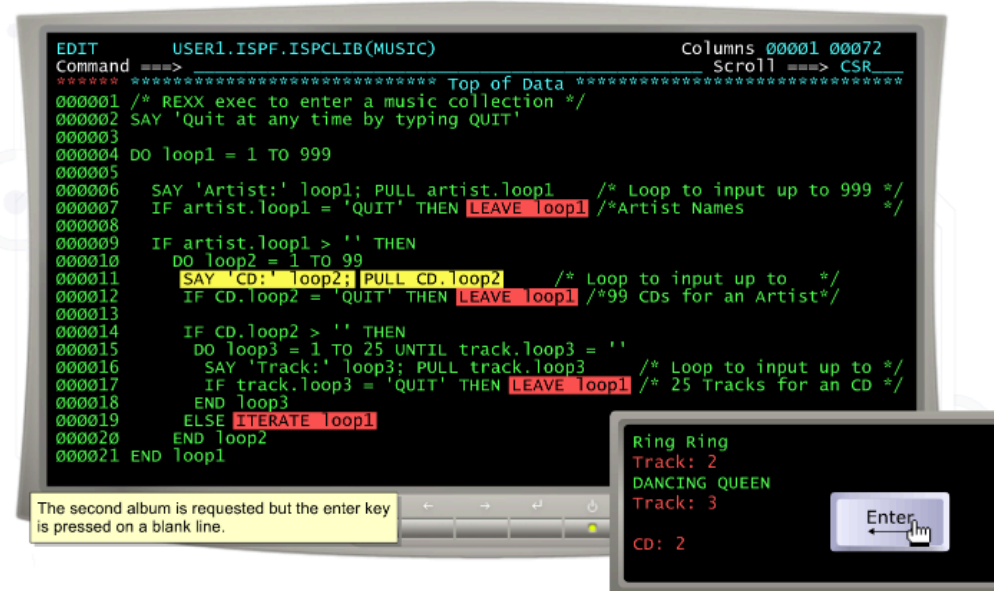 EDIT       USER1.ISPF.ISPCLIB(MUSIC)                       Columns 00001 00072
Command ===>                                                  Scroll ===> CSR
****** ***************************** Top of Data *******************************
000001 /* REXX exec to enter a music collection */
000002 SAY 'Quit at any time by typing QUIT'
000003
000004 DO loop1 = 1 TO 999
000005
000006   SAY 'Artist:' loop1; PULL artist.loop1    /* Loop to input up to 999 */
000007   IF artist.loop1 = 'QUIT' THEN LEAVE loop1 /*Artist Names             */
000008
000009   IF artist.loop1 > '' THEN
000010     DO loop2 = 1 TO 99
000011      SAY 'CD:' loop2; PULL CD.loop2     /* Loop to input up to   */
000012      IF CD.loop2 = 'QUIT' THEN LEAVE loop1 /*99 CDs for an Artist*/
000013
000014      IF CD.loop2 > '' THEN
000015       DO loop3 = 1 TO 25 UNTIL track.loop3 = ''
000016        SAY 'Track:' loop3; PULL track.loop3     /* Loop to input up to */
000017        IF track.loop3 = 'QUIT' THEN LEAVE loop1 /* 25 Tracks for an CD */
000018       END loop3
000019      ELSE ITERATE loop1
000020     END loop2
000021 END loop1
Ring Ring
Track: 2
DANCING QUEEN
Track: 3
Enter
CD: 2
The second album is requested but the enter key
is pressed on a blank line.